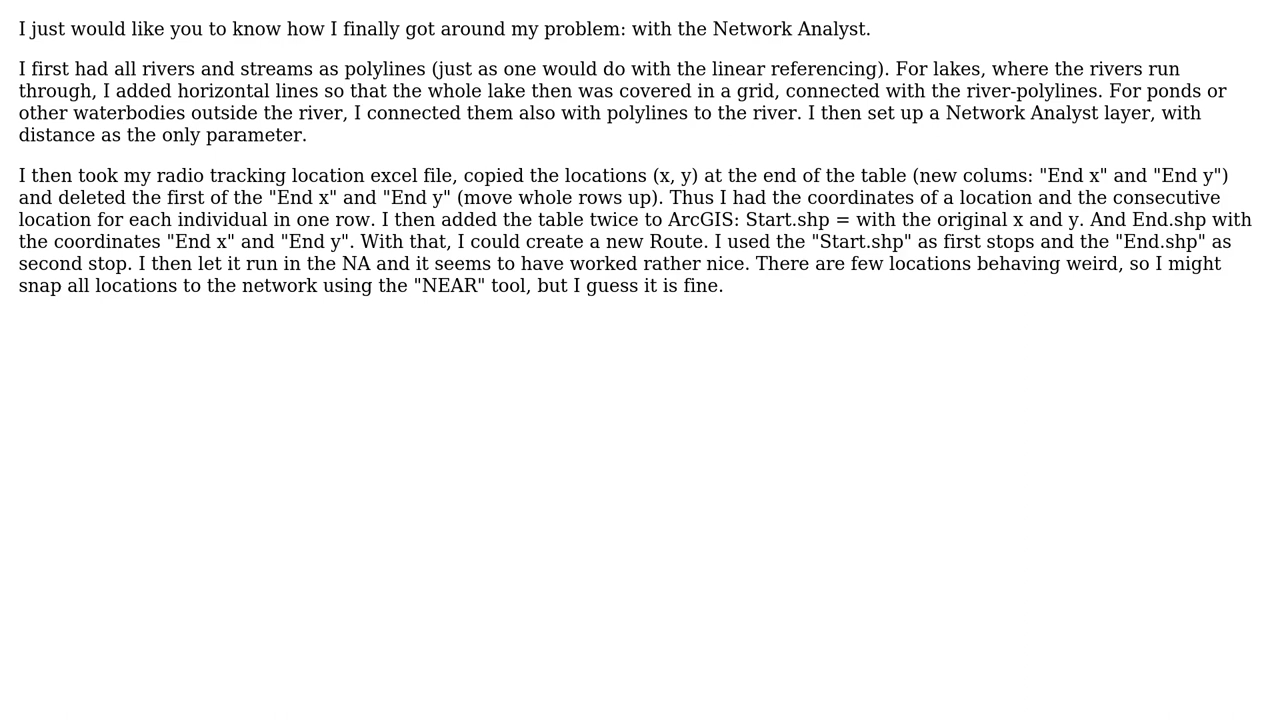 I just would like you to know how I finally got around my problem: with the Network Analyst.
I first had all rivers and streams as polylines (just as one would do with the linear referencing). For lakes, where the rivers run
through, I added horizontal lines so that the whole lake then was covered in a grid, connected with the river-polylines. For ponds or
other waterbodies outside the river, I connected them also with polylines to the river. I then set up a Network Analyst layer, with
distance as the only parameter.
I then took my radio tracking location excel file, copied the locations (x, y) at the end of the table (new colums: "End x" and "End y")
and deleted the first of the "End x" and "End y" (move whole rows up). Thus I had the coordinates of a location and the consecutive
location for each individual in one row. I then added the table twice to ArcGIS: Start.shp = with the original x and y. And End.shp with
the coordinates "End x" and "End y". With that, I could create a new Route. I used the "Start.shp" as first stops and the "End.shp" as
second stop. I then let it run in the NA and it seems to have worked rather nice. There are few locations behaving weird, so I might
snap all locations to the network using the "NEAR" tool, but I guess it is fine.